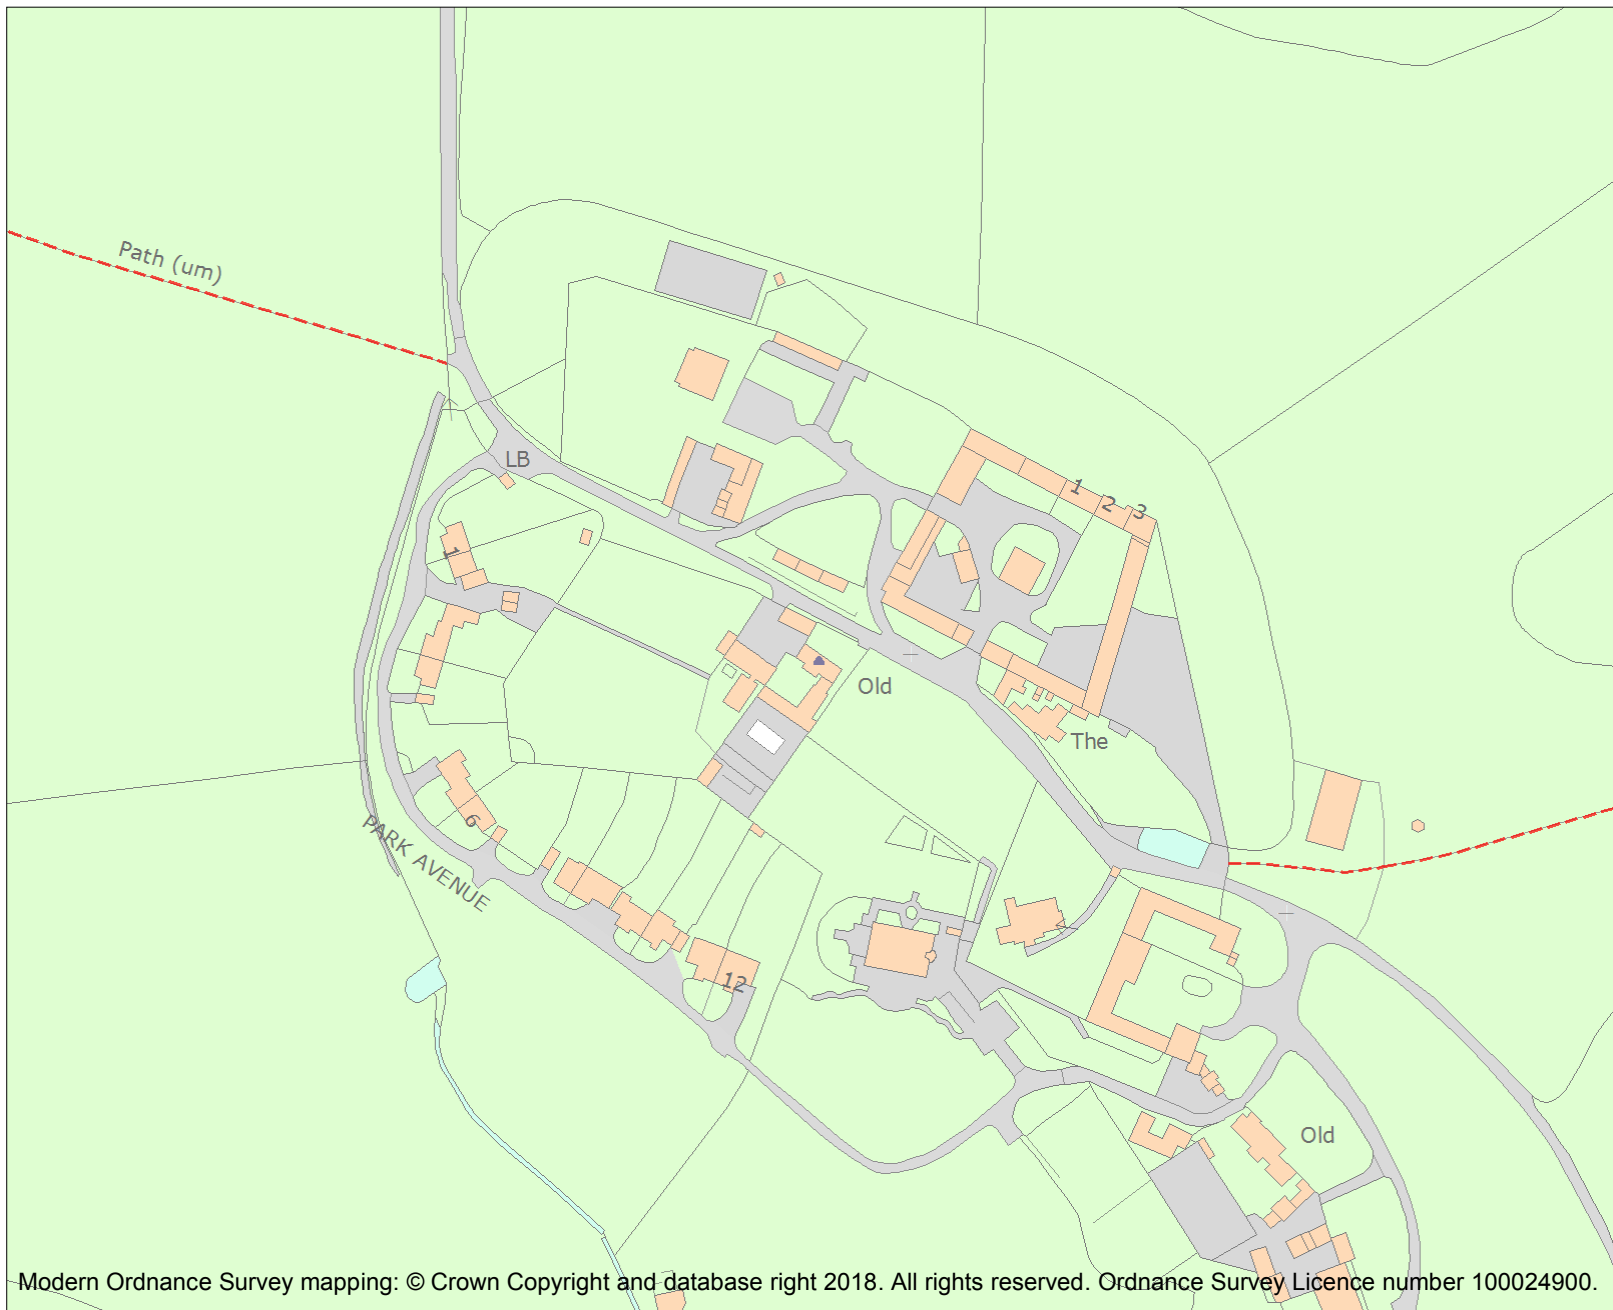 Path (um)
LB
1
2
3
1
Old
The
6
PARK AVENUE
12
Old
Modern Ordnance Survey mapping: © Crown Copyright and database right 2018. All rights reserved. Ordnance Survey Licence number 100024900.